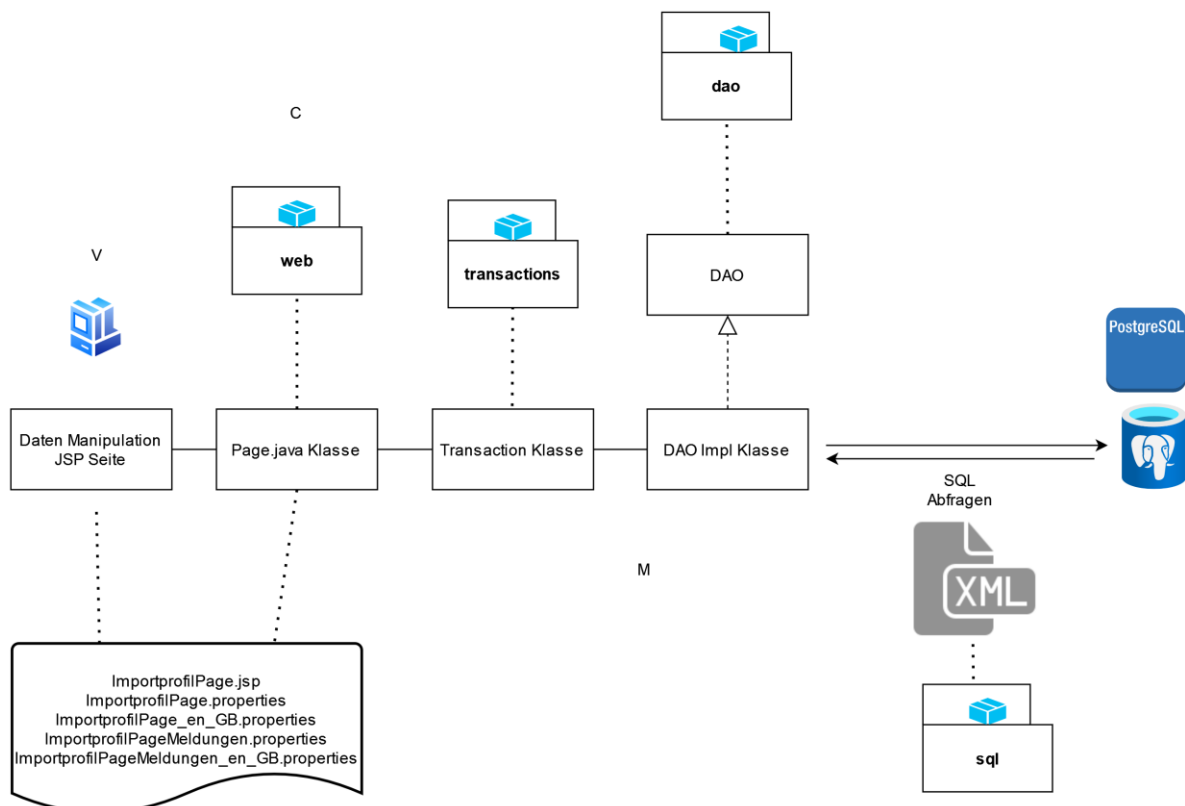 dao
C
web
transactions
V
DAO
PostgreSQL
Daten Manipulation
JSP Seite
Page.java Klasse
Transaction Klasse
DAO Impl Klasse
SQL
Abfragen
XML
M
ImportprofilPage.jsp
ImportprofilPage.properties
ImportprofilPage_en_GB.properties
ImportprofilPageMeldungen.properties
ImportprofilPageMeldungen_en_GB.properties
sql